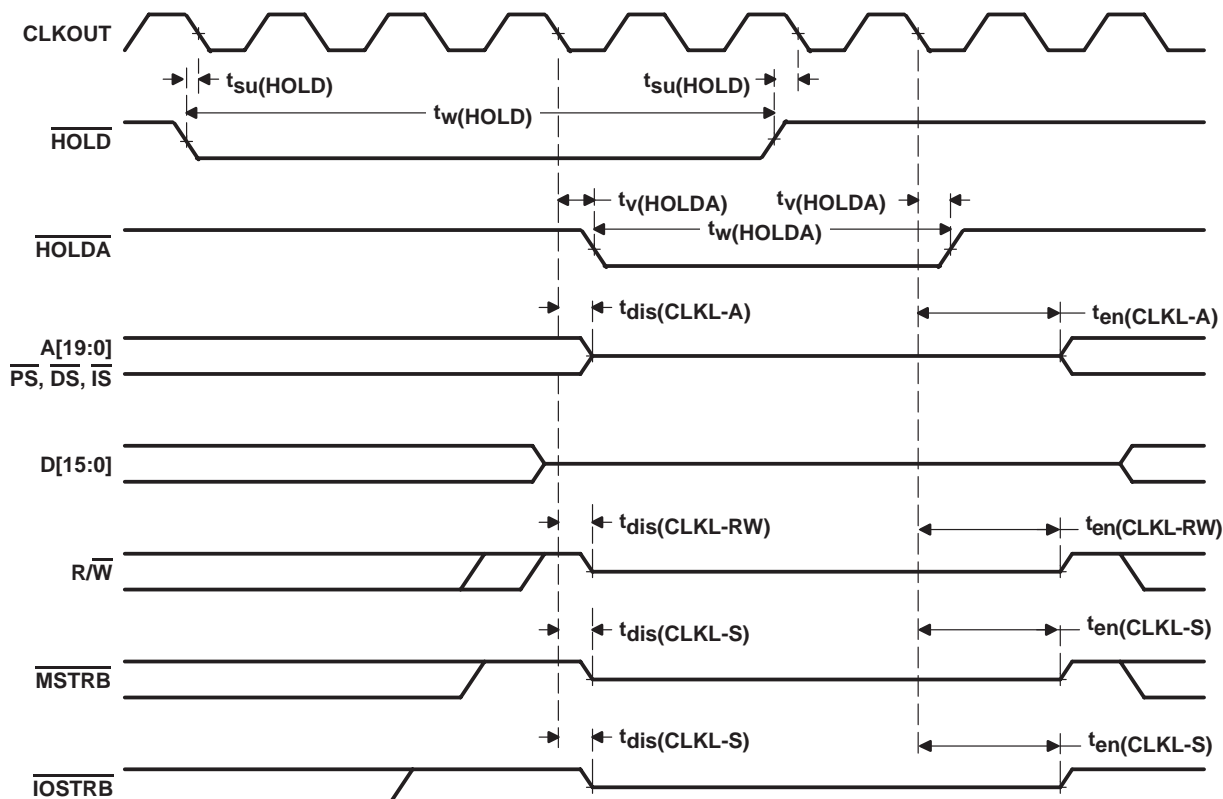 CLKOUT
tsu(HOLD)
tsu(HOLD)
tw(HOLD)
HOLD
tv(HOLDA)
tv(HOLDA)
tw(HOLDA)
HOLDA
tdis(CLKL-A)
ten(CLKL-A)
A[19:0]
PS, DS, IS
D[15:0]
tdis(CLKL-RW)
ten(CLKL-RW)
R/W
tdis(CLKL-S)
ten(CLKL-S)
MSTRB
tdis(CLKL-S)
ten(CLKL-S)
IOSTRB